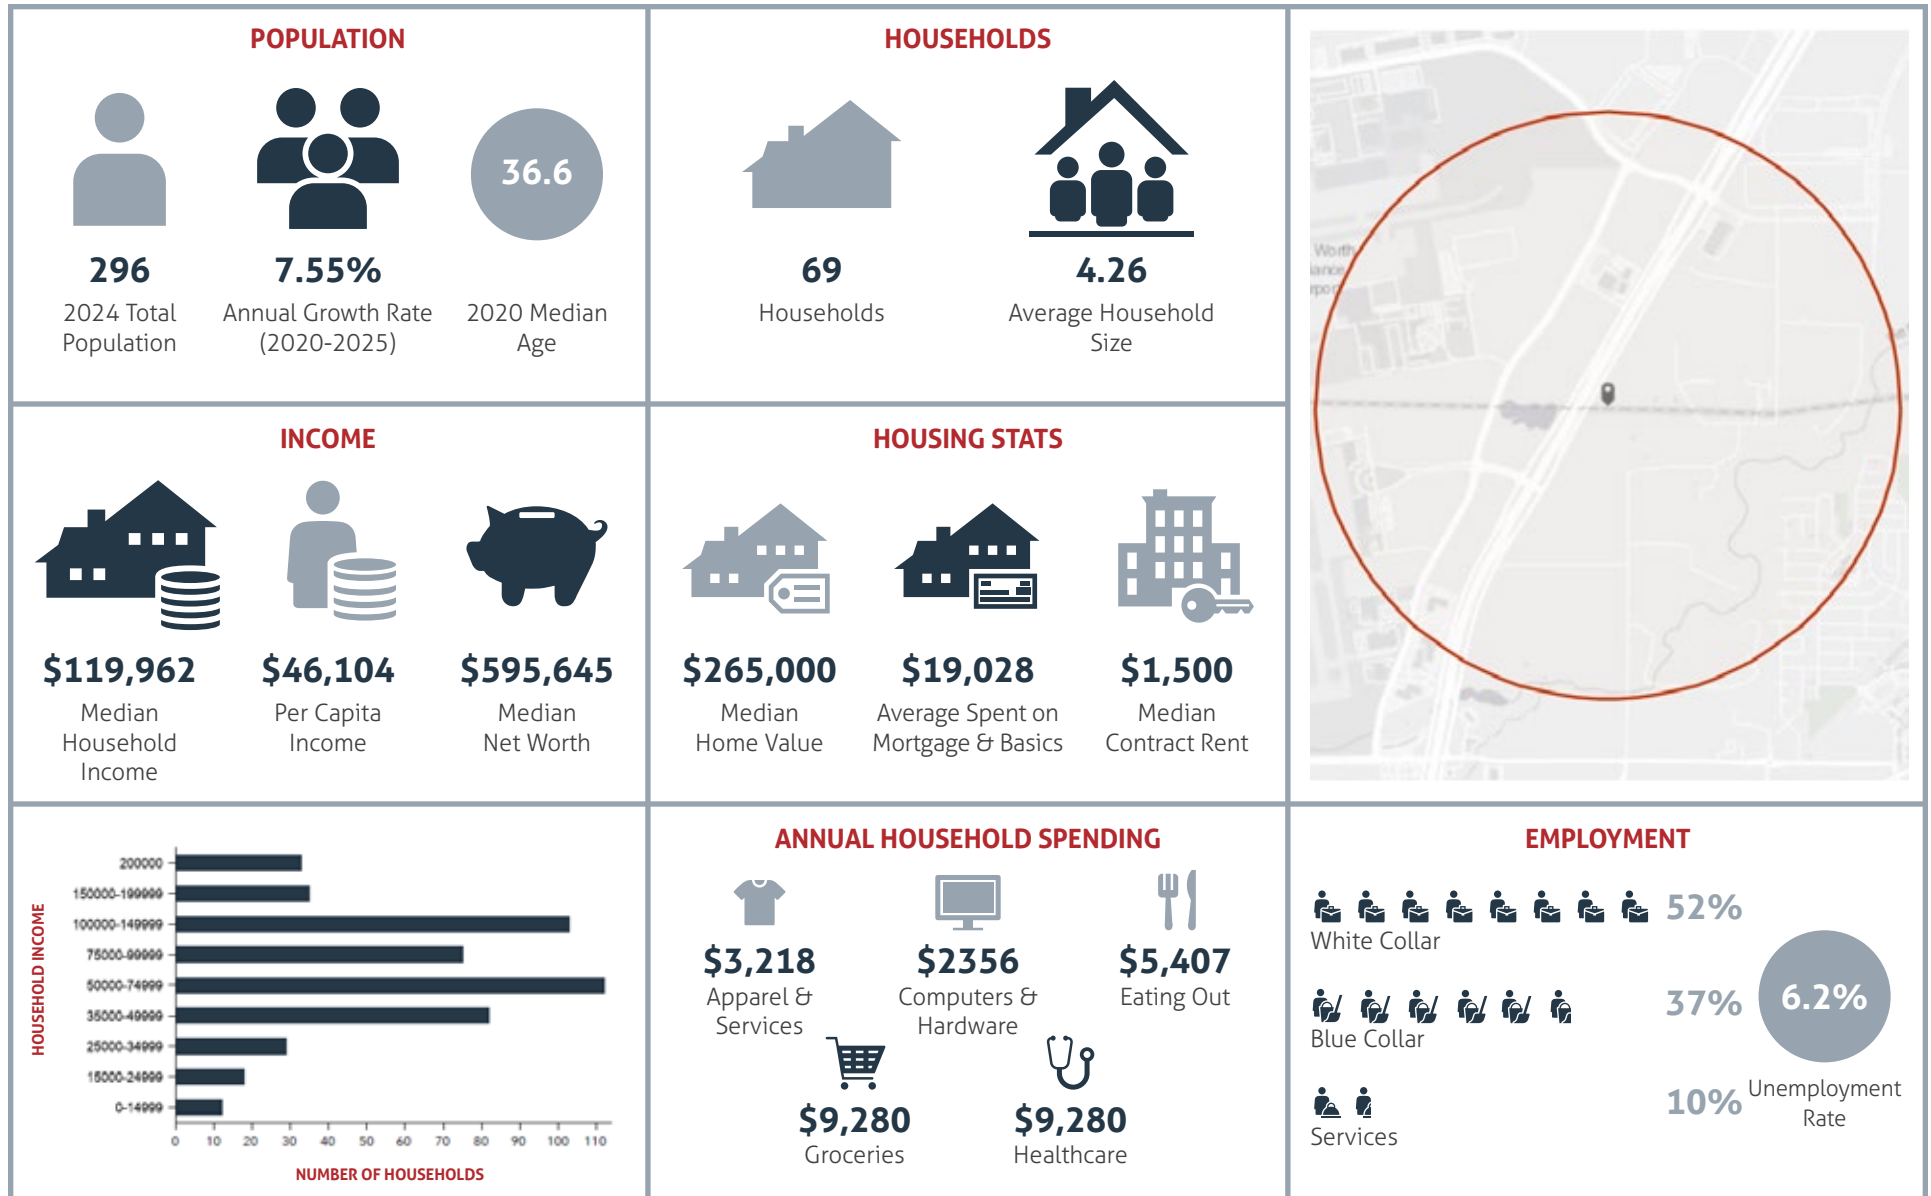 POPULATION
36.6
296
2024 Total
Population
7.55%
Annual Growth Rate
(2020-2025)
2020 Median
Age
HOUSEHOLDS
69
Households
4.26
Average Household
Size
Worth
INCOME
$119,962
Median
Household
Income
$46,104
Per Capita
Income
$595,645
Median
Net Worth
HOUSING STATS
$265,000
Median
Home Value
$19,028
Average Spent on
Mortgage & Basics
$1,500
Median
Contract Rent
HOUSEHOLD INCOME
200000
150000-199999
100000-149999
75000-99999
50000-74999
35000-49999
25000-34999
15000-24999
0-14999
0 10 20 30 40 50 60 70 80 90 100 110
NUMBER OF HOUSEHOLDS
ANNUAL HOUSEHOLD SPENDING
$3,218
Apparel &
Services
$2356
Computers &
Hardware
$5,407
Eating Out
$9,280
Groceries
$9,280
Healthcare
EMPLOYMENT
52%
White Collar
37%
Blue Collar
10%
Services
6.2%
Unemployment
Rate